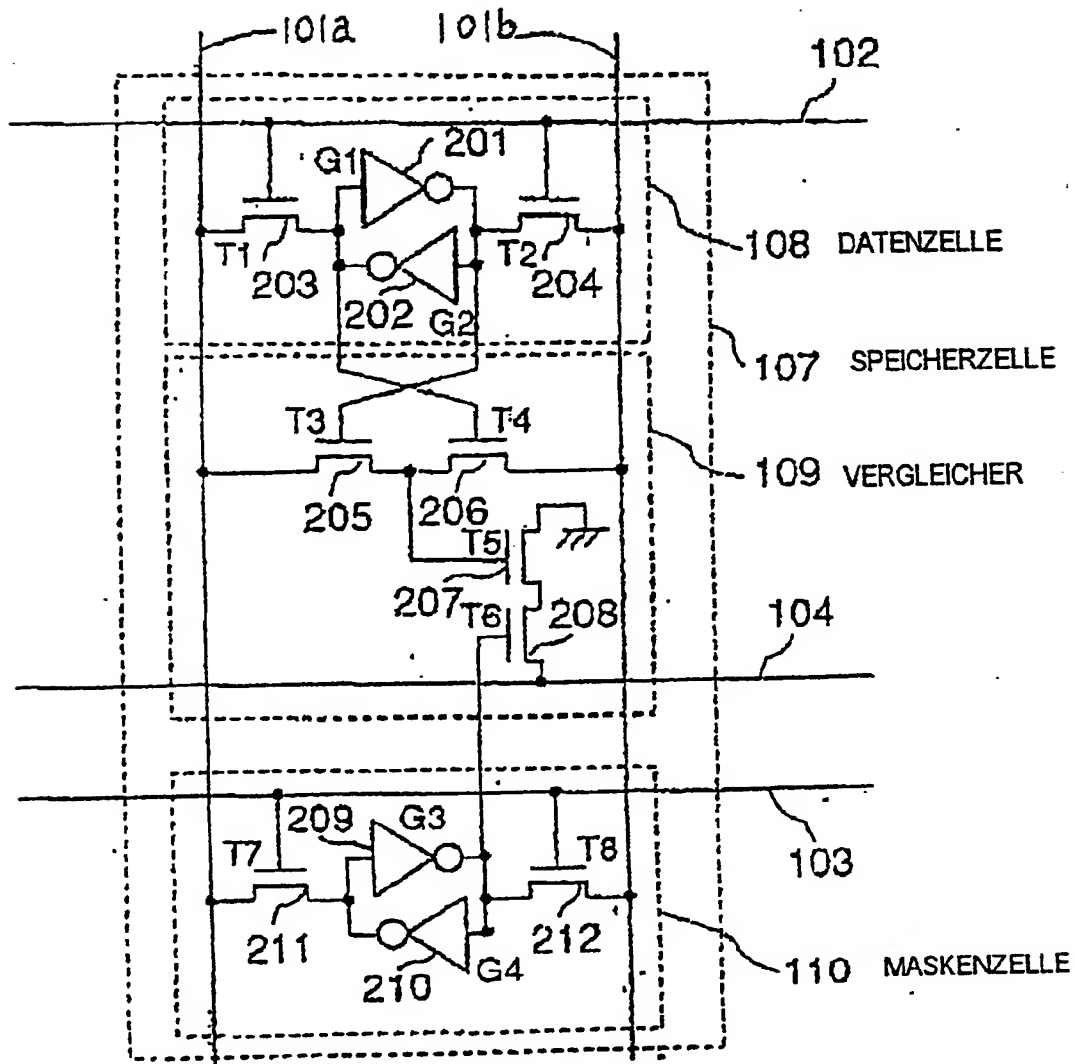 101a 101b
102
G1 201
T1 T2
203 204
202 G2
108 DATENZELLE
107 SPEICHERZELLE
T3 T4
205 206
109 VERGLEICHER
T5
207
T6 208
104
209 G3
T7 T8
103
211 212
210 G4
110 MASKENZELLE